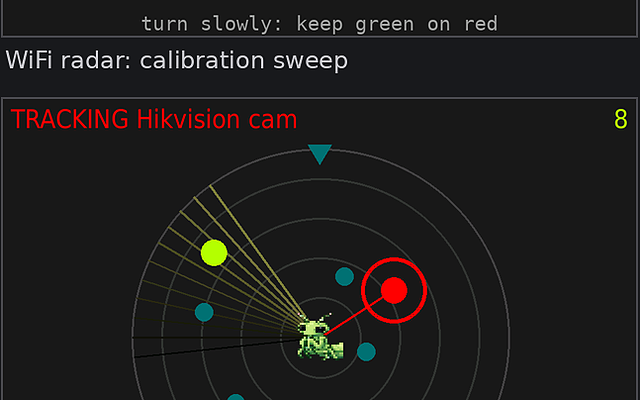 turn slowly: keep green on red
WiFi radar: calibration sweep
TRACKING Hikvision cam
8